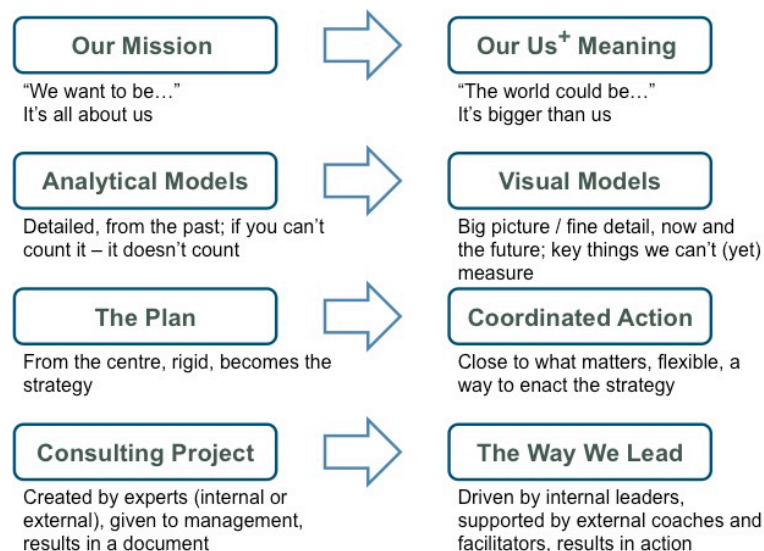 Our Mission
Our Us⁺ Meaning
“We want to be…”
It’s all about us
“The world could be…”
It’s bigger than us
Analytical Models
Visual Models
Detailed, from the past; if you can’t
count it – it doesn’t count
Big picture / fine detail, now and
the future; key things we can’t (yet)
measure
The Plan
Coordinated Action
From the centre, rigid, becomes the
strategy
Close to what matters, flexible, a
way to enact the strategy
Consulting Project
The Way We Lead
Created by experts (internal or
external), given to management,
results in a document
Driven by internal leaders,
supported by external coaches and
facilitators, results in action